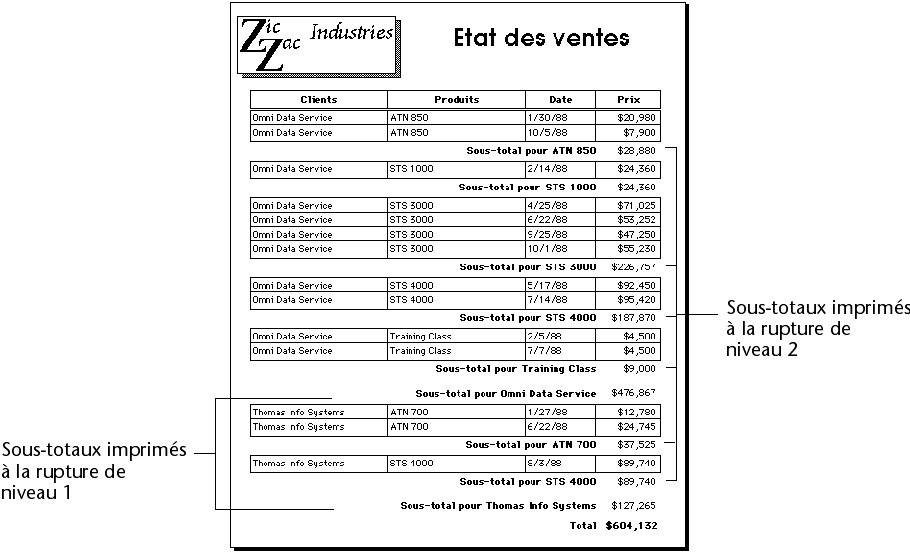 Zic Zac Industries
Etat des ventes
Clients Produits Date Prix
Omni Data Service ATN 850 1/30/88 $20,980
Omni Data Service ATN 850 10/5/88 $7,900
Sous-total pour ATN 850 $28,880
Omni Data Service STS 1000 2/14/88 $24,360
Sous-total pour STS 1000 $24,360
Omni Data Service STS 3000 4/25/88 $71,025
Omni Data Service STS 3000 6/22/88 $53,252
Omni Data Service STS 3000 9/25/88 $47,250
Omni Data Service STS 3000 10/1/88 $55,230
Sous-total pour STS 3000 $226,757
Omni Data Service STS 4000 5/17/88 $92,450
Omni Data Service STS 4000 7/14/88 $95,420
Sous-total pour STS 4000 $187,870
Omni Data Service Training Class 2/5/88 $4,500
Omni Data Service Training Class 7/7/88 $4,500
Sous-total pour Training Class $9,000
Sous-total pour Omni Data Service $476,867
Thomas Info Systems ATN 700 1/27/88 $12,780
Thomas Info Systems ATN 700 6/22/88 $24,745
Sous-total pour ATN 700 $37,525
Thomas Info Systems STS 4000 $89,740
Sous-total pour STS 4000 $89,740
Sous-total pour Thomas Info Systems $127,265
Total $604,132
Sous-totaux imprimés
à la rupture de
niveau 2
Sous-totaux imprimés
à la rupture de
niveau 1